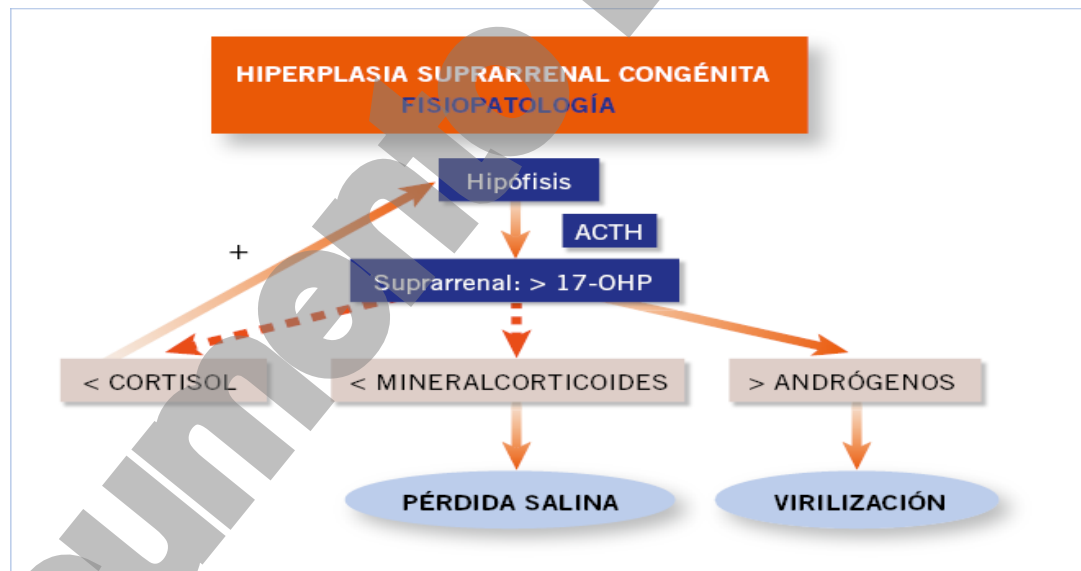 HIPERPLASIA SUPRARRENAL CONGÉNITA
FISIOPATOLOGÍA
Hipófisis
ACTH
+
Suprarrenal: > 17-OHP
< CORTISOL
< MINERALCORTICOIDES
> ANDRÓGENOS
PÉRDIDA SALINA
VIRILIZACIÓN